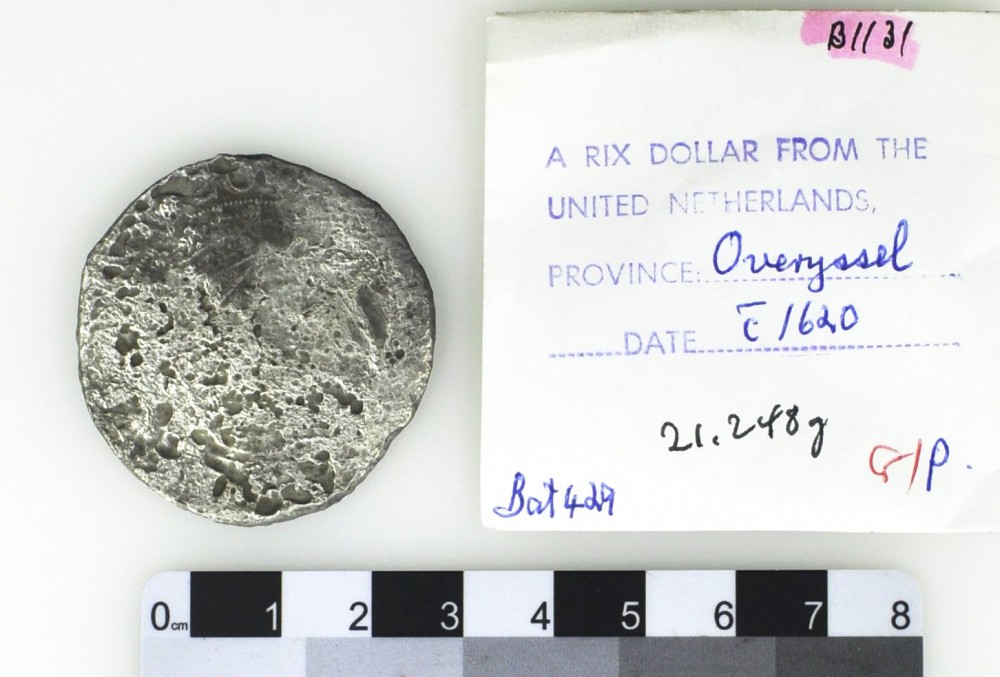 B1131
A RIX DOLLAR FROM THE
UNITED NETHERLANDS,
PROVINCE: Overyssel
DATE c 1620
21.248g
G/P.
Bat 429
0cm 1 2 3 4 5 6 7 8